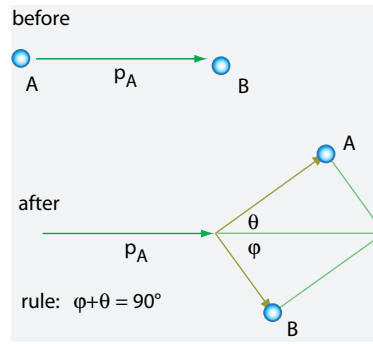 before
A
p_A
B
A
after
θ
φ
p_A
rule: φ+θ = 90°
B